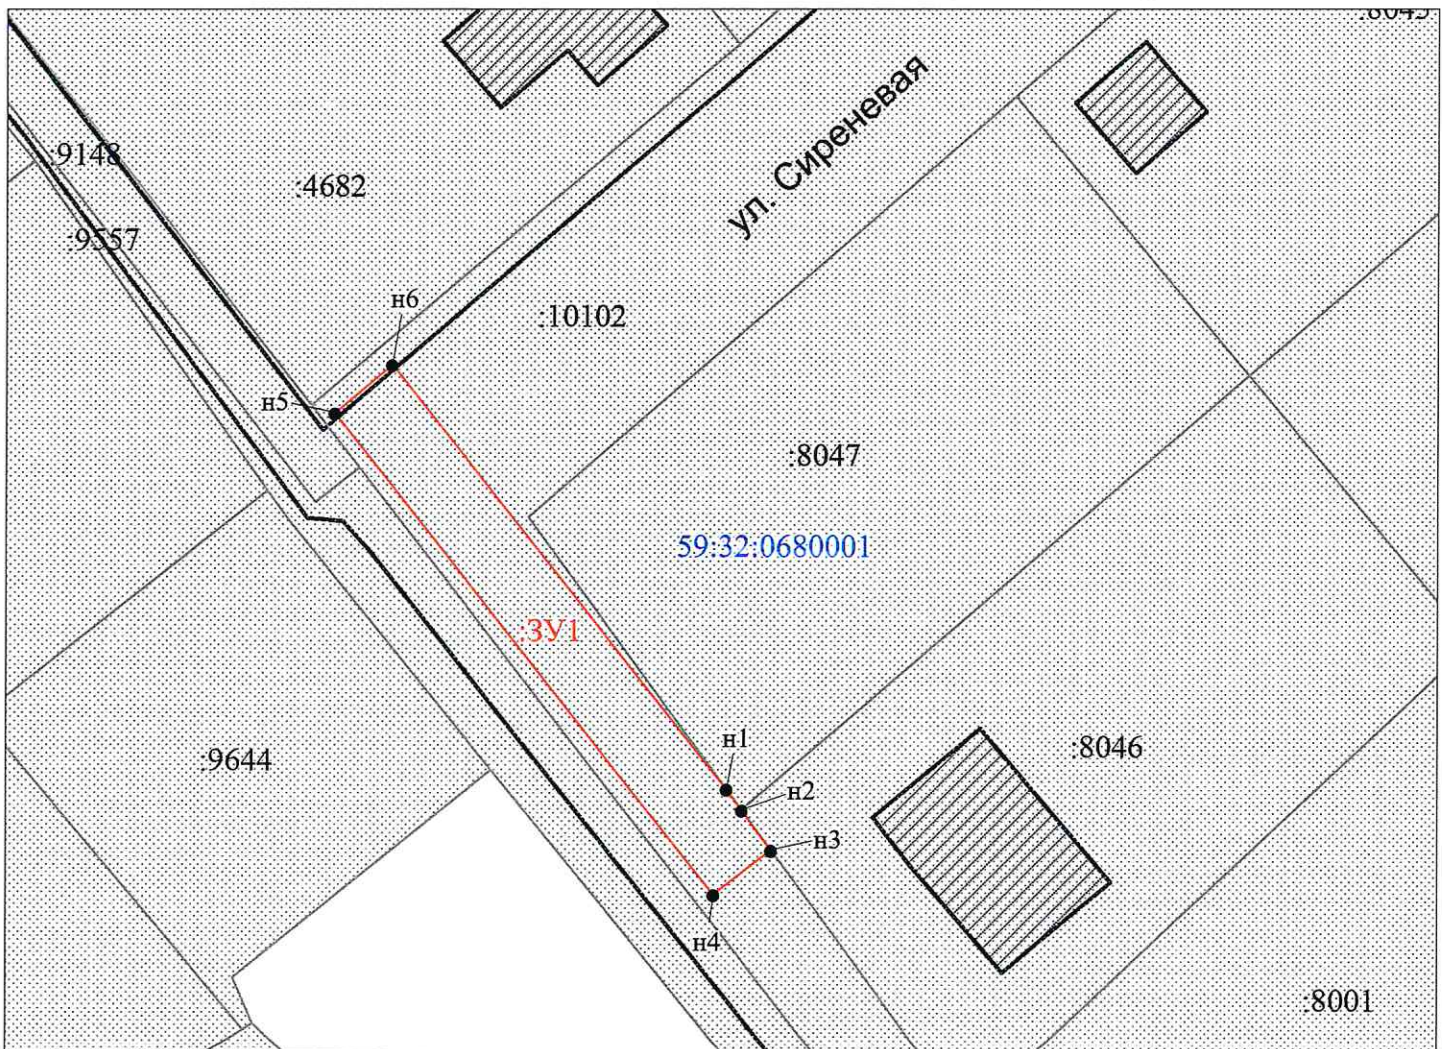 :8045
ул. Сиреневая
:9148
:4682
:9557
н6
:10102
н5
:8047
59:32:0680001
:ЗУ1
н1
:8046
:9644
н2
н3
н4
:8001